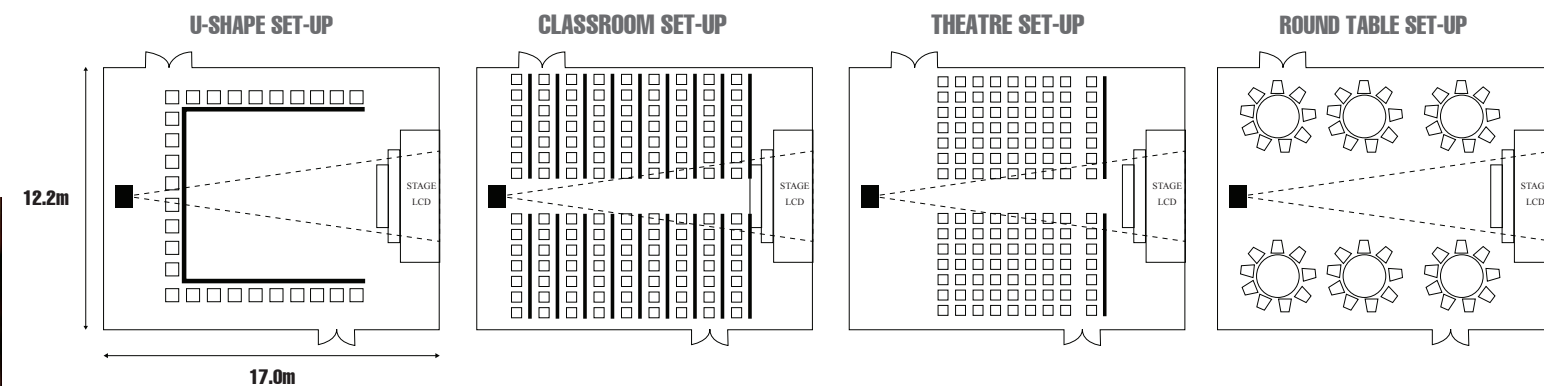 U-SHAPE SET-UP
CLASSROOM SET-UP
THEATRE SET-UP
ROUND TABLE SET-UP
12.2m
STAGE
LCD
STAGE
LCD
STAGE
LCD
STAG
LCD
17.0m